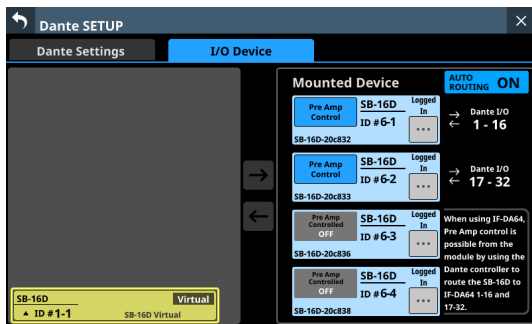 Dante SETUP
Dante Settings
I/O Device
Mounted Device
AUTO
ROUTING ON
Pre Amp
Control
SB-16D
ID #6-1
Logged
In
...
SB-16D-20c832
Dante I/O
1 - 16
Pre Amp
Control
SB-16D
ID #6-2
Logged
In
...
SB-16D-20c833
Dante I/O
17 - 32
Pre Amp
Controlled
OFF
SB-16D
ID #6-3
Logged
In
...
SB-16D-20c836
Pre Amp
Controlled
OFF
SB-16D
ID #6-4
Logged
In
...
SB-16D-20c838
When using IF-DA64,
Pre Amp control is
possible from the
module by using the
Dante controller to
route the SB-16D to
IF-DA64 1-16 and
17-32.
SB-16D
Virtual
▲ ID #1-1
SB-16D Virtual